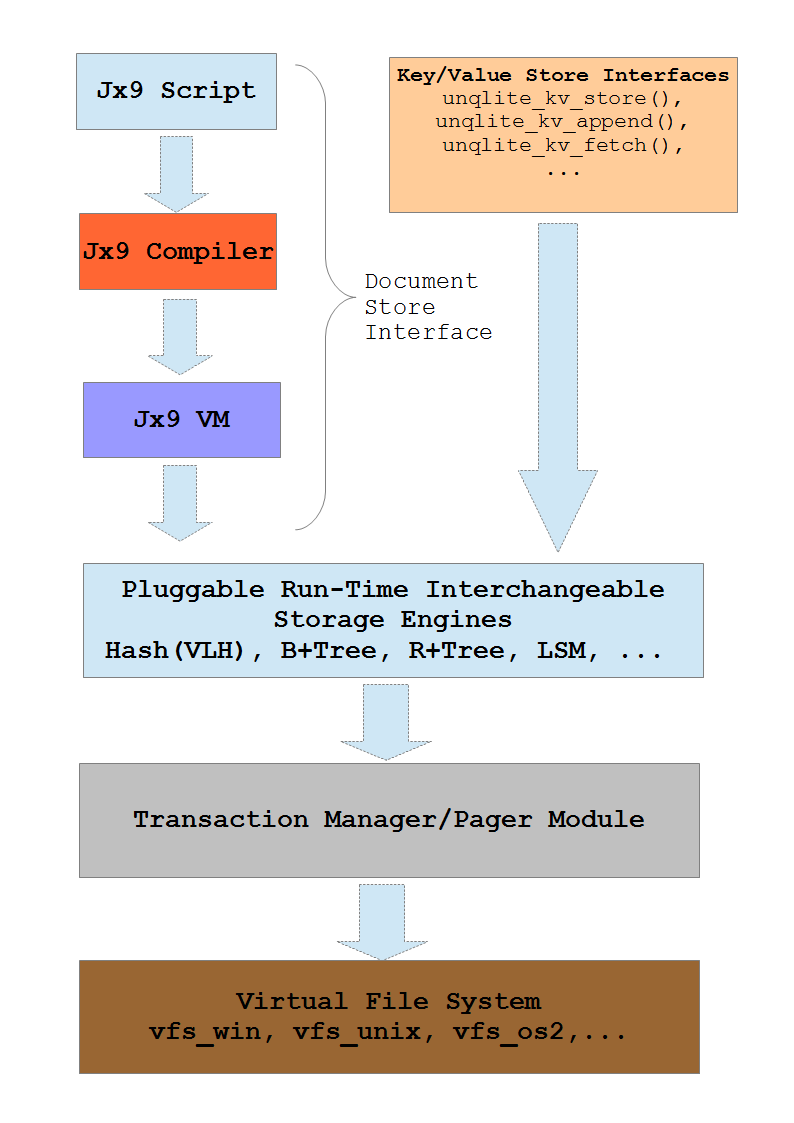 Jx9 Script
Key/Value Store Interfaces
unqlite_kv_store(),
unqlite_kv_append(),
unqlite_kv_fetch(),
...
Jx9 Compiler
Document
Store
Interface
Jx9 VM
Pluggable Run-Time Interchangeable
Storage Engines
Hash(VLH), B+Tree, R+Tree, LSM, ...
Transaction Manager/Pager Module
Virtual File System
vfs_win, vfs_unix, vfs_os2,...